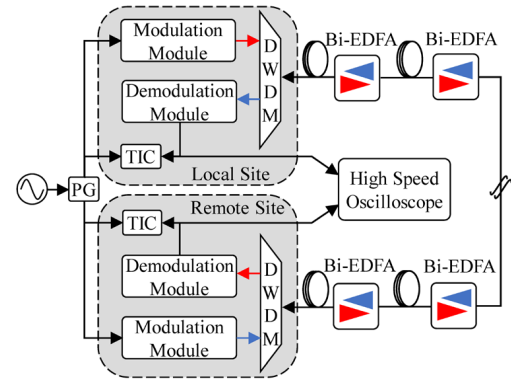 Modulation
Module
Demodulation
Module
D
W
D
M
TIC
Local Site
Bi-EDFA
Bi-EDFA
PG
High Speed
Oscilloscope
TIC
Remote Site
Demodulation
Module
Modulation
Module
D
W
D
M
Bi-EDFA
Bi-EDFA